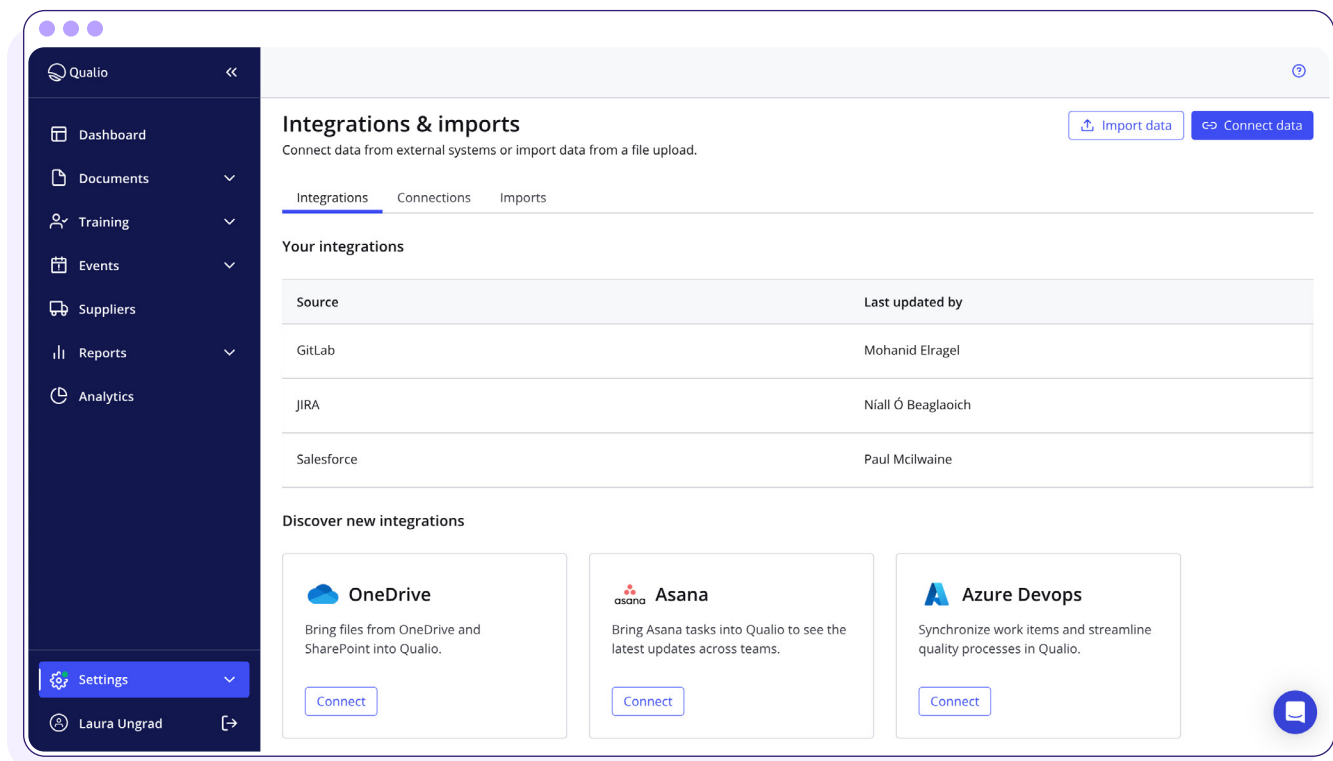 Qualio
Dashboard
Documents
Training
Events
Suppliers
Reports
Analytics
Settings
Laura Ungrad
Integrations & imports
Connect data from external systems or import data from a file upload.
Import data
Connect data
Integrations Connections Imports
Your integrations
Source Last updated by
GitLab Mohanid Elragel
JIRA Níall Ó Beaglaoich
Salesforce Paul Mcilwaine
Discover new integrations
asana
OneDrive
Bring files from OneDrive and
SharePoint into Qualio.
Connect
Asana
Bring Asana tasks into Qualio to see the
latest updates across teams.
Connect
Azure Devops
Synchronize work items and streamline
quality processes in Qualio.
Connect